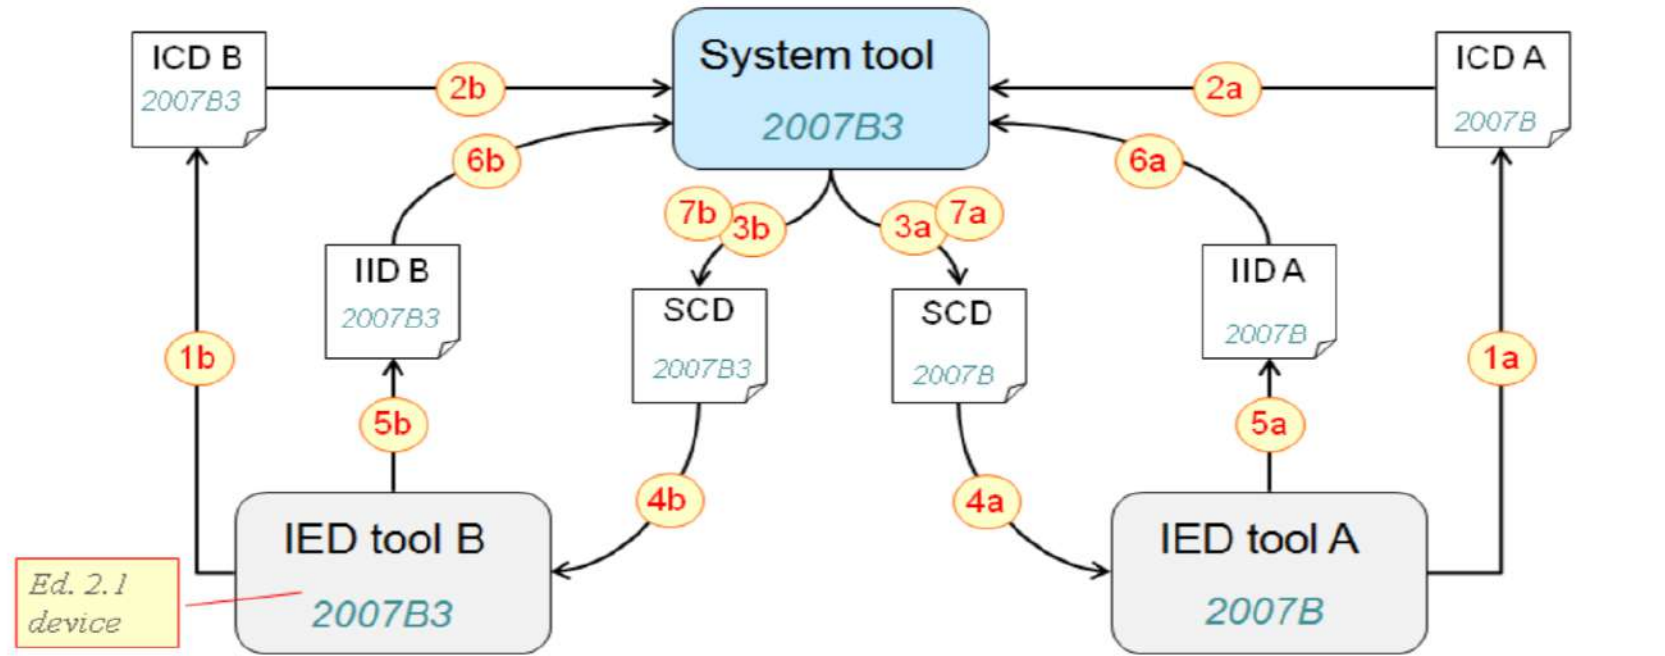 ICD B
2007B3
2b
System tool
2007B3
2a
ICD A
2007B
6b
6a
7b
3b
3a
7a
IID B
2007B3
SCD
2007B3
SCD
2007B
IID A
2007B
1b
1a
5b
5a
4b
4a
IED tool B
2007B3
IED tool A
2007B
Ed. 2.1
device